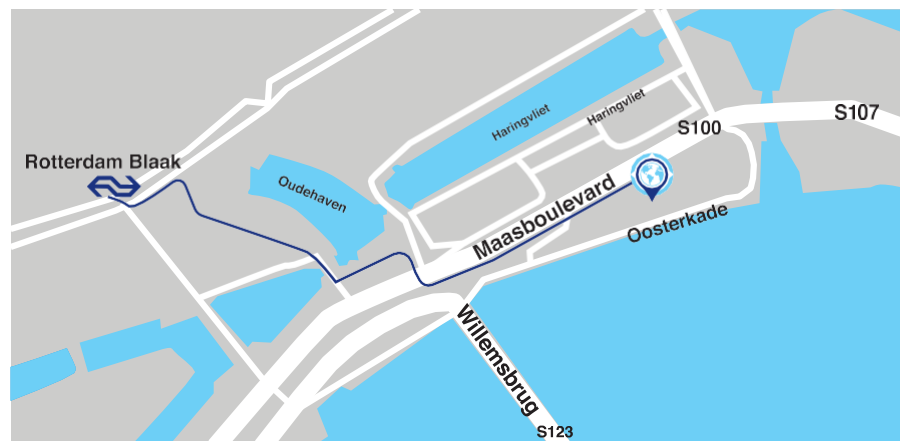 Haringvliet
Haringvliet
S107
S100
Rotterdam Blaak
Oudehaven
Maasboulevard
Oosterkade
Willemsbrug
S123